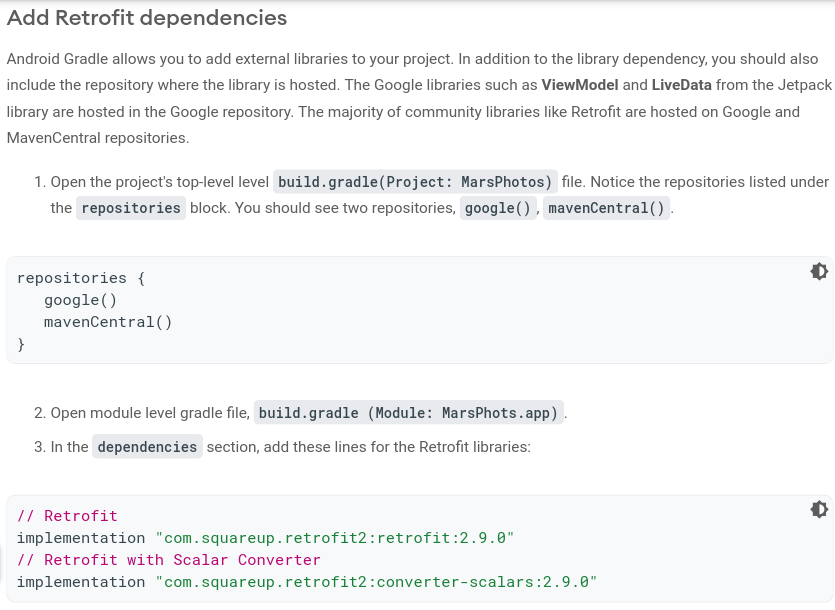 Add Retrofit dependencies
Android Gradle allows you to add external libraries to your project. In addition to the library dependency, you should also
include the repository where the library is hosted. The Google libraries such as ViewModel and LiveData from the Jetpack
library are hosted in the Google repository. The majority of community libraries like Retrofit are hosted on Google and
MavenCentral repositories.
1. Open the project's top-level level build.gradle(Project: MarsPhotos) file. Notice the repositories listed under
the repositories block. You should see two repositories, google(), mavenCentral().
repositories {
google()
mavenCentral()
}
2. Open module level gradle file, build.gradle (Module: MarsPhots.app).
3. In the dependencies section, add these lines for the Retrofit libraries:
// Retrofit
implementation "com.squareup.retrofit2:retrofit:2.9.0"
// Retrofit with Scalar Converter
implementation "com.squareup.retrofit2:converter-scalars:2.9.0"